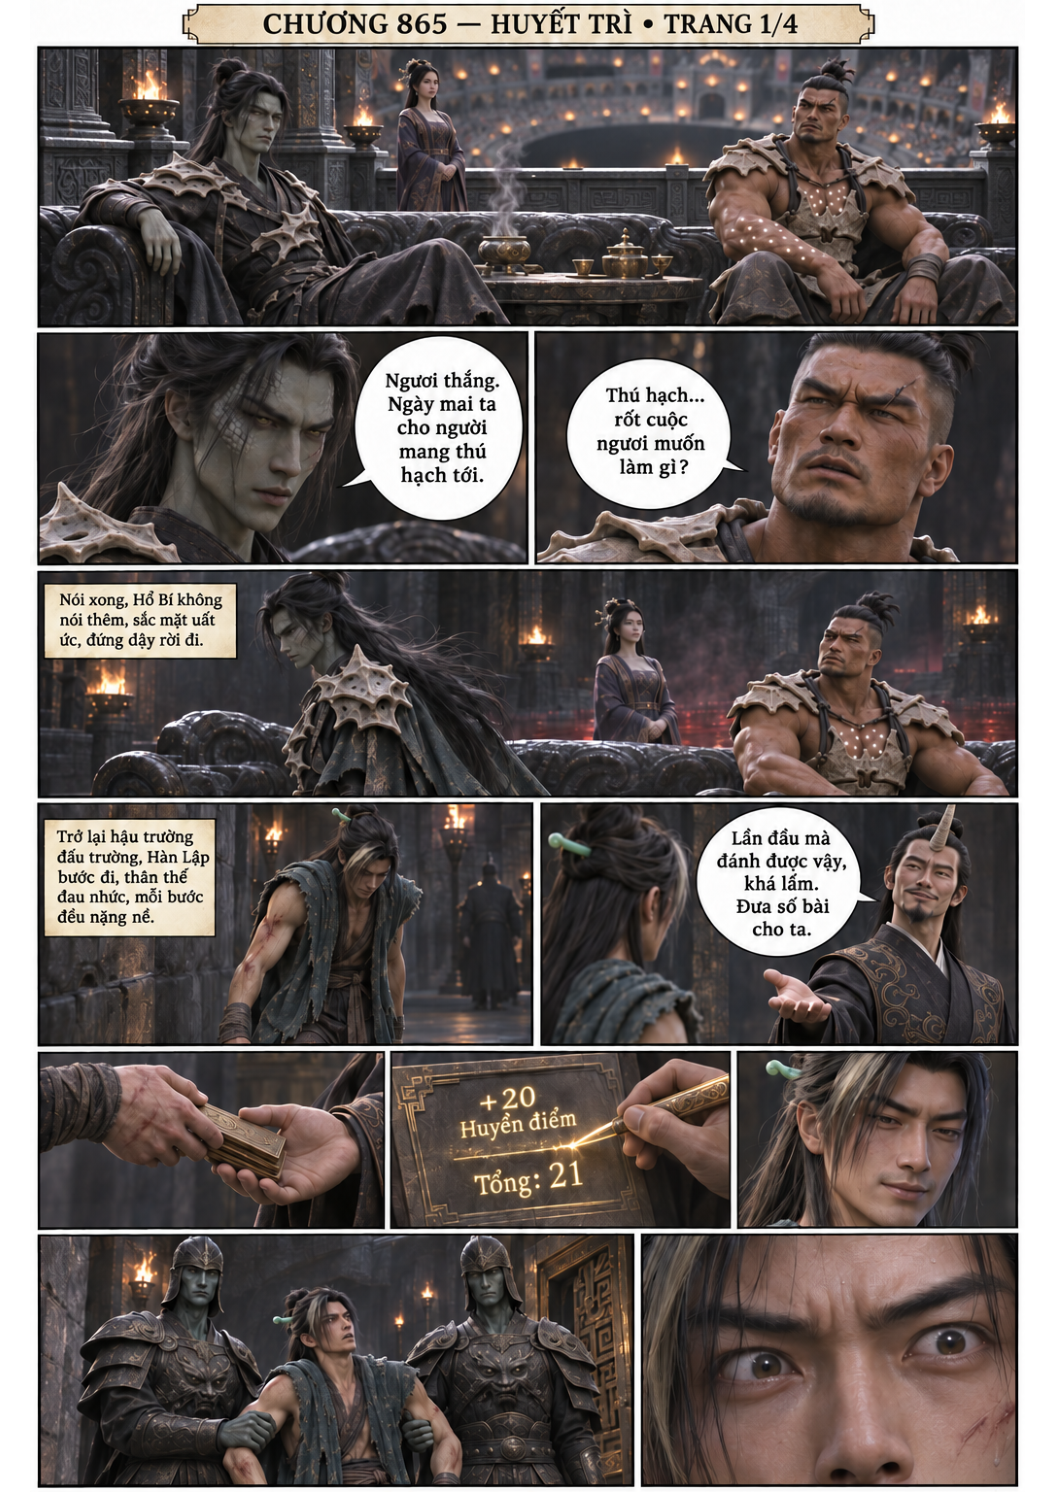 CHƯƠNG 865 — HUYẾT TRÌ • TRANG 1/4
Ngươi thắng.
Ngày mai ta
cho người
mang thú
hạch tới.
Thú hạch...
rốt cuộc
ngươi muốn
làm gì?
Nói xong, Hổ Bí không
nói thêm, sắc mặt uất
ức, đứng dậy rời đi.
Trở lại hậu trường
đấu trường, Hàn Lập
bước đi, thân thể
đau nhức, mỗi bước
đều nặng nề.
Lần đầu mà
đánh được vậy,
khá lắm.
Đưa số bài
cho ta.
+20
Huyền điểm
Tổng: 21